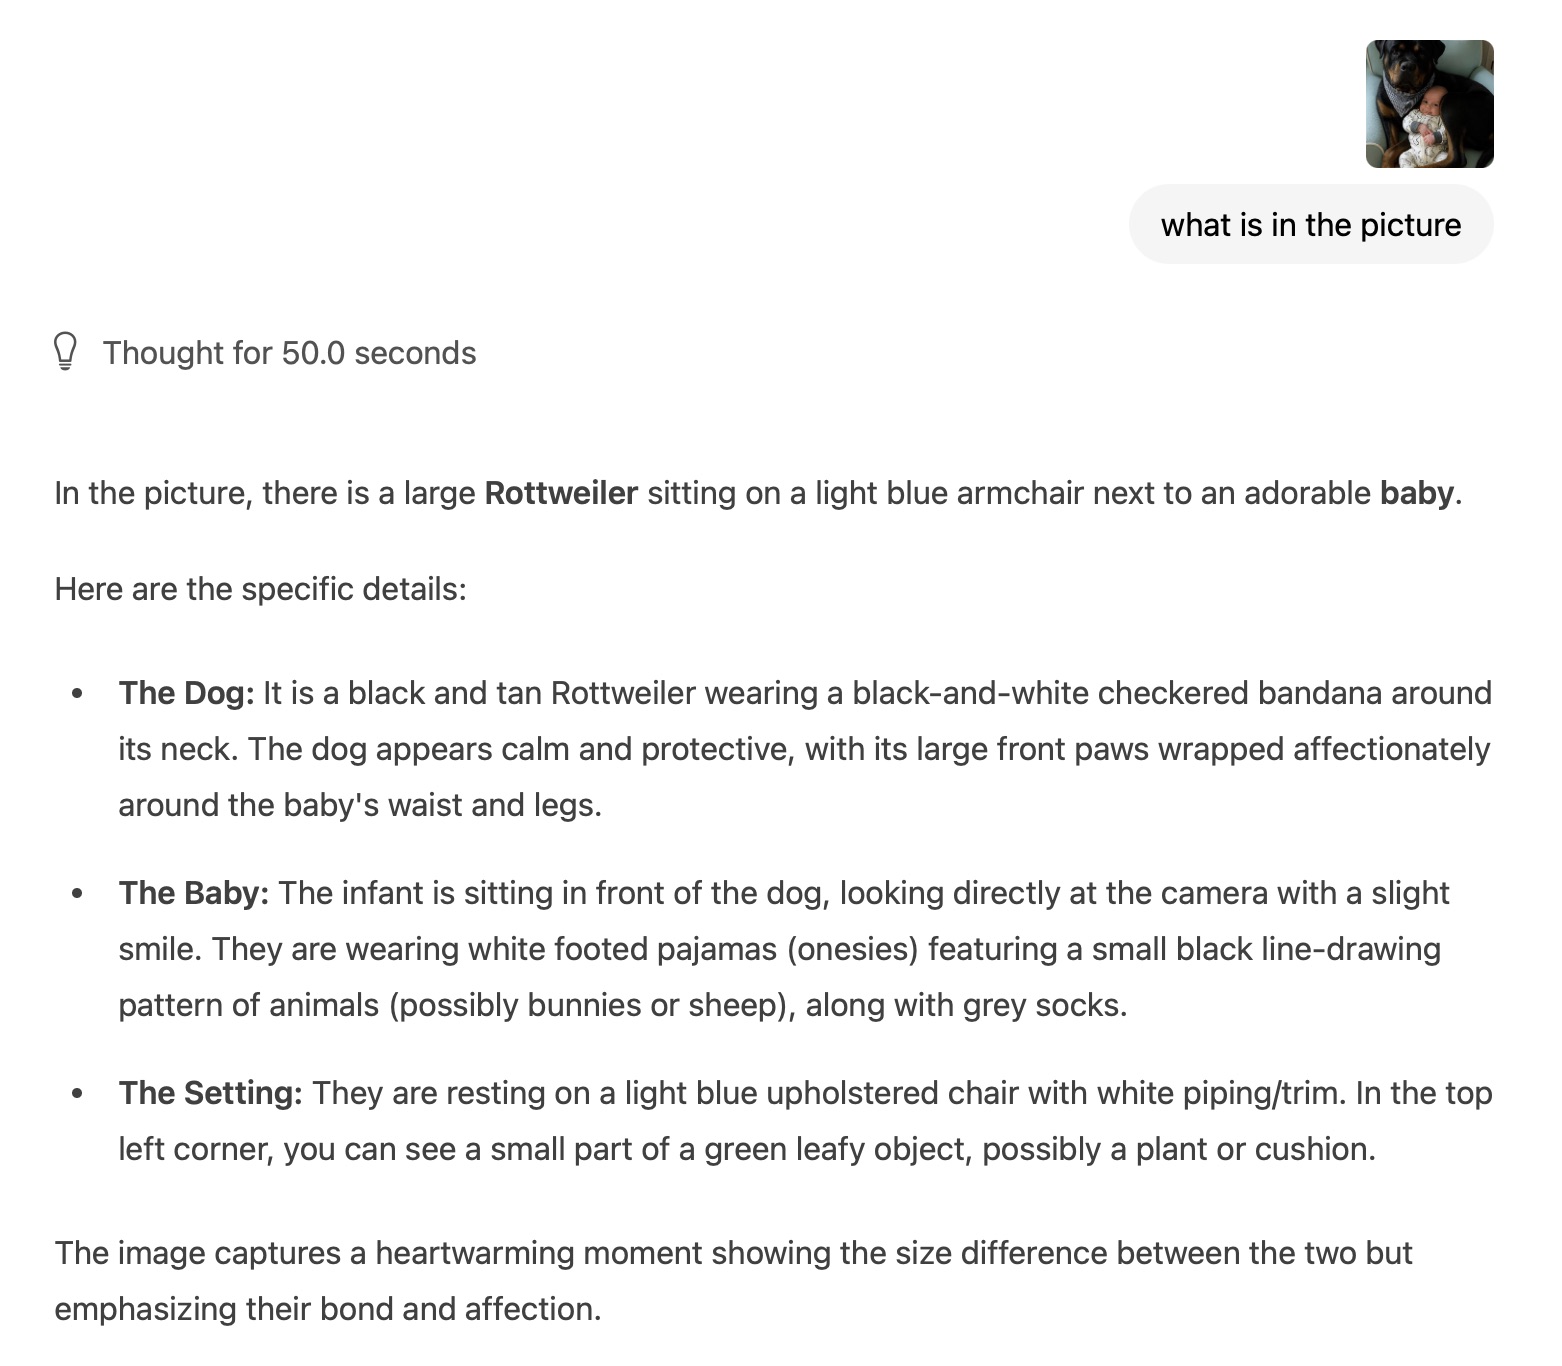 what is in the picture
Thought for 50.0 seconds
In the picture, there is a large Rottweiler sitting on a light blue armchair next to an adorable baby.
Here are the specific details:
• The Dog: It is a black and tan Rottweiler wearing a black-and-white checkered bandana around
its neck. The dog appears calm and protective, with its large front paws wrapped affectionately
around the baby's waist and legs.
• The Baby: The infant is sitting in front of the dog, looking directly at the camera with a slight
smile. They are wearing white footed pajamas (onesies) featuring a small black line-drawing
pattern of animals (possibly bunnies or sheep), along with grey socks.
• The Setting: They are resting on a light blue upholstered chair with white piping/trim. In the top
left corner, you can see a small part of a green leafy object, possibly a plant or cushion.
The image captures a heartwarming moment showing the size difference between the two but
emphasizing their bond and affection.